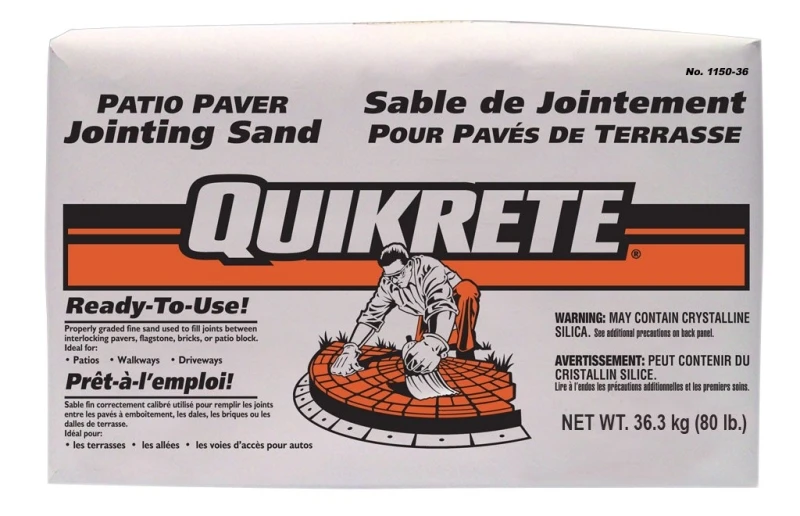 No. 1150-36
PATIO PAVER
Jointing Sand
Sable de Jointement
POUR PAVÉS DE TERRASSE
QUIKRETE®
Ready-To-Use!
Properly graded fine sand used to fill joints between
interlocking pavers, flagstone, bricks, or patio block.
Ideal for:
• Patios • Walkways • Driveways
Prêt-à-l'emploi!
Sable fin correctement calibré utilisé pour remplir les joints
entre les pavés à emboîtement, les dales, les briques ou les
dalles de terrasse.
Idéal pour:
• les terrasses • les allées • les voies d'accès pour autos
WARNING: MAY CONTAIN CRYSTALLINE
SILICA. See additional precautions on back panel.
AVERTISSEMENT: PEUT CONTENIR DU
CRISTALLIN SILICE.
Lire à l'endos les précautions additionnelles et les premiers soins.
NET WT. 36.3 kg (80 lb.)